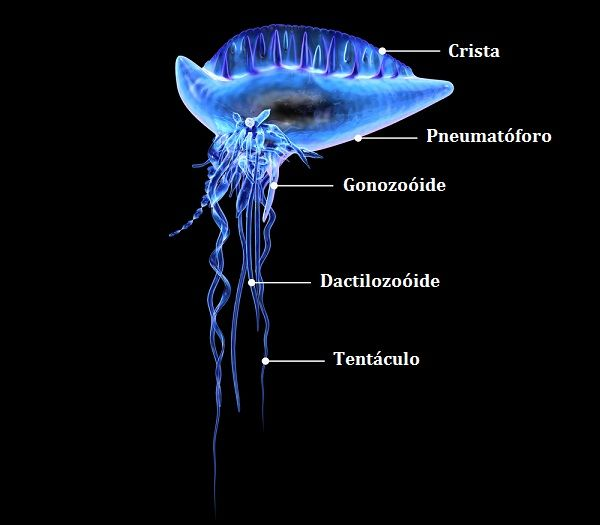 Crista
Pneumatóforo
Gonozoóide
Dactilozoóide
Tentáculo